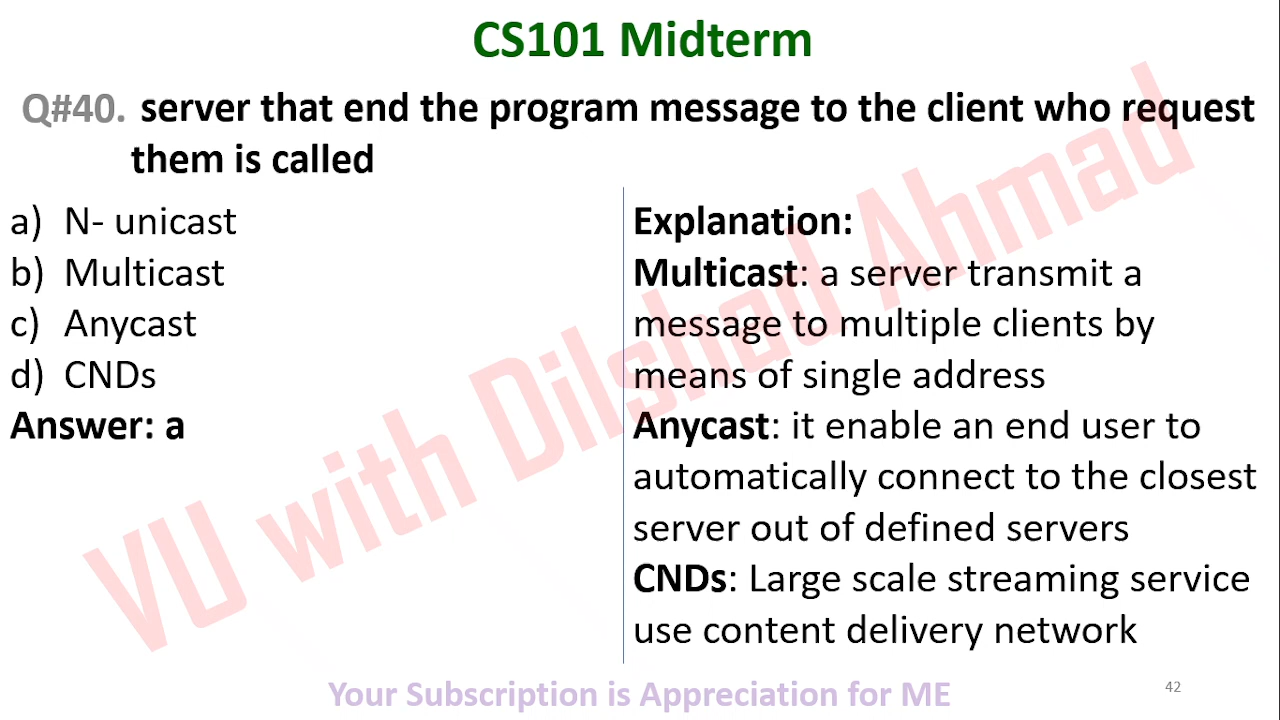 CS101 Midterm
Q#40. server that end the program message to the client who request
them is called
a) N- unicast
b) Multicast
c) Anycast
d) CNDs
Answer: a
Explanation:
Multicast: a server transmit a
message to multiple clients by
means of single address
Anycast: it enable an end user to
automatically connect to the closest
server out of defined servers
CNDs: Large scale streaming service
use content delivery network
VU with Dilshad Ahmad
Your Subscription is Appreciation for ME
42